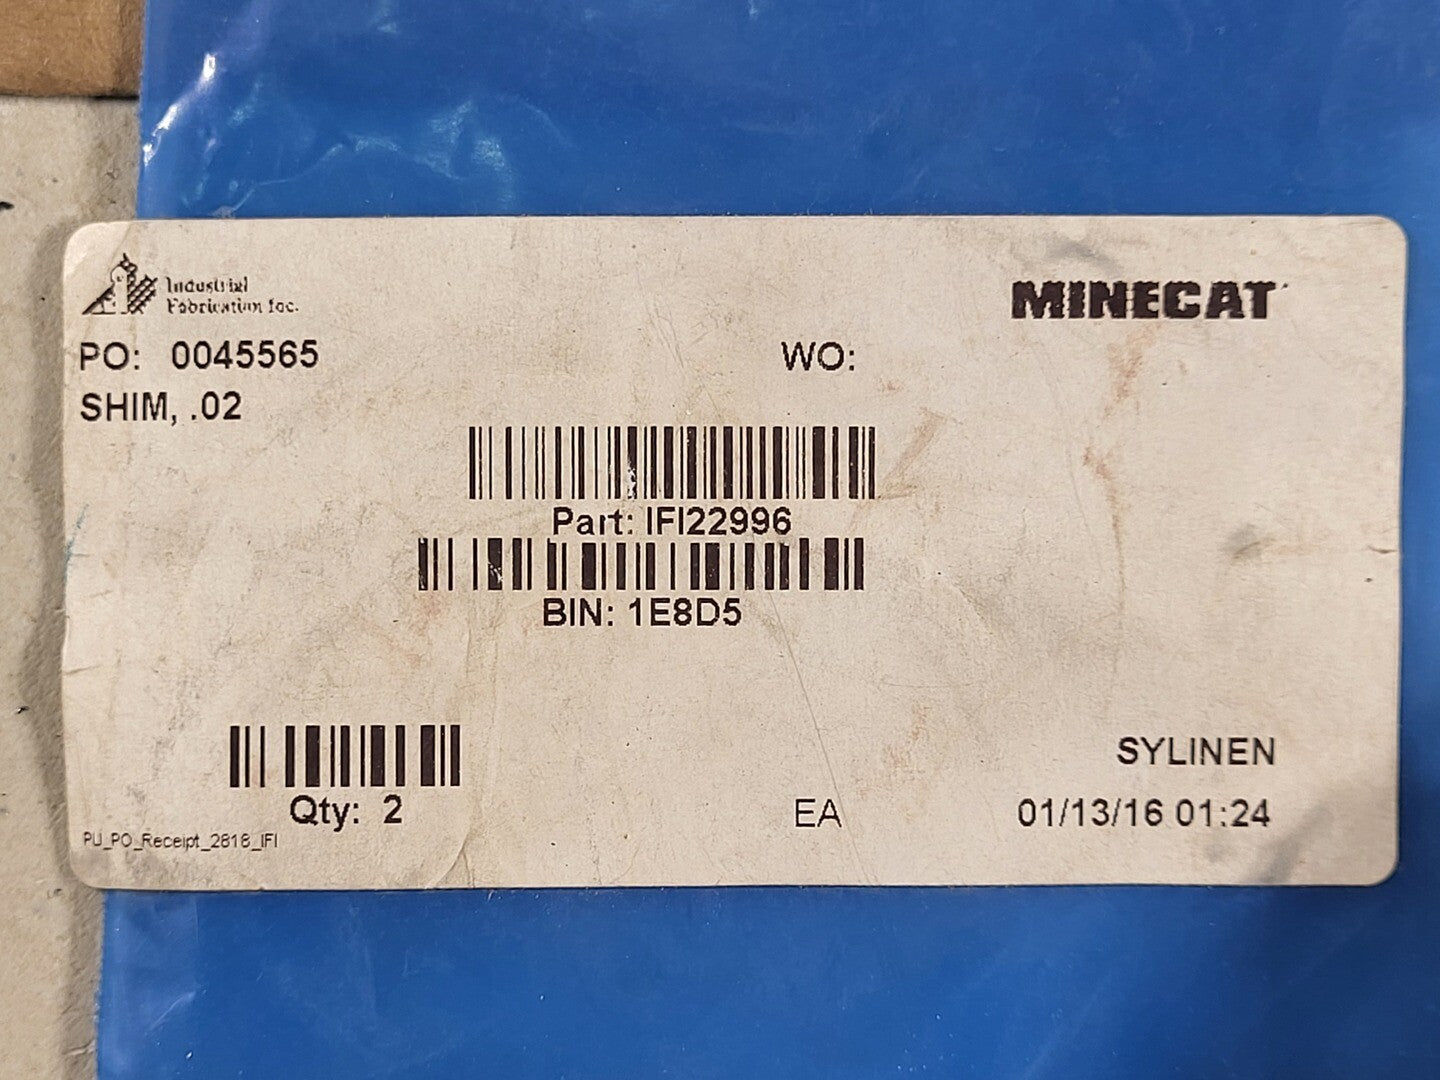 Industrial
Fabrication Inc.
MINECAT
PO: 0045565
WO:
SHIM, .02
Part: IFI22996
BIN: 1E8D5
SYLINEN
Qty: 2
EA
01/13/16 01:24
PU_PO_Receipt_2818_IFI